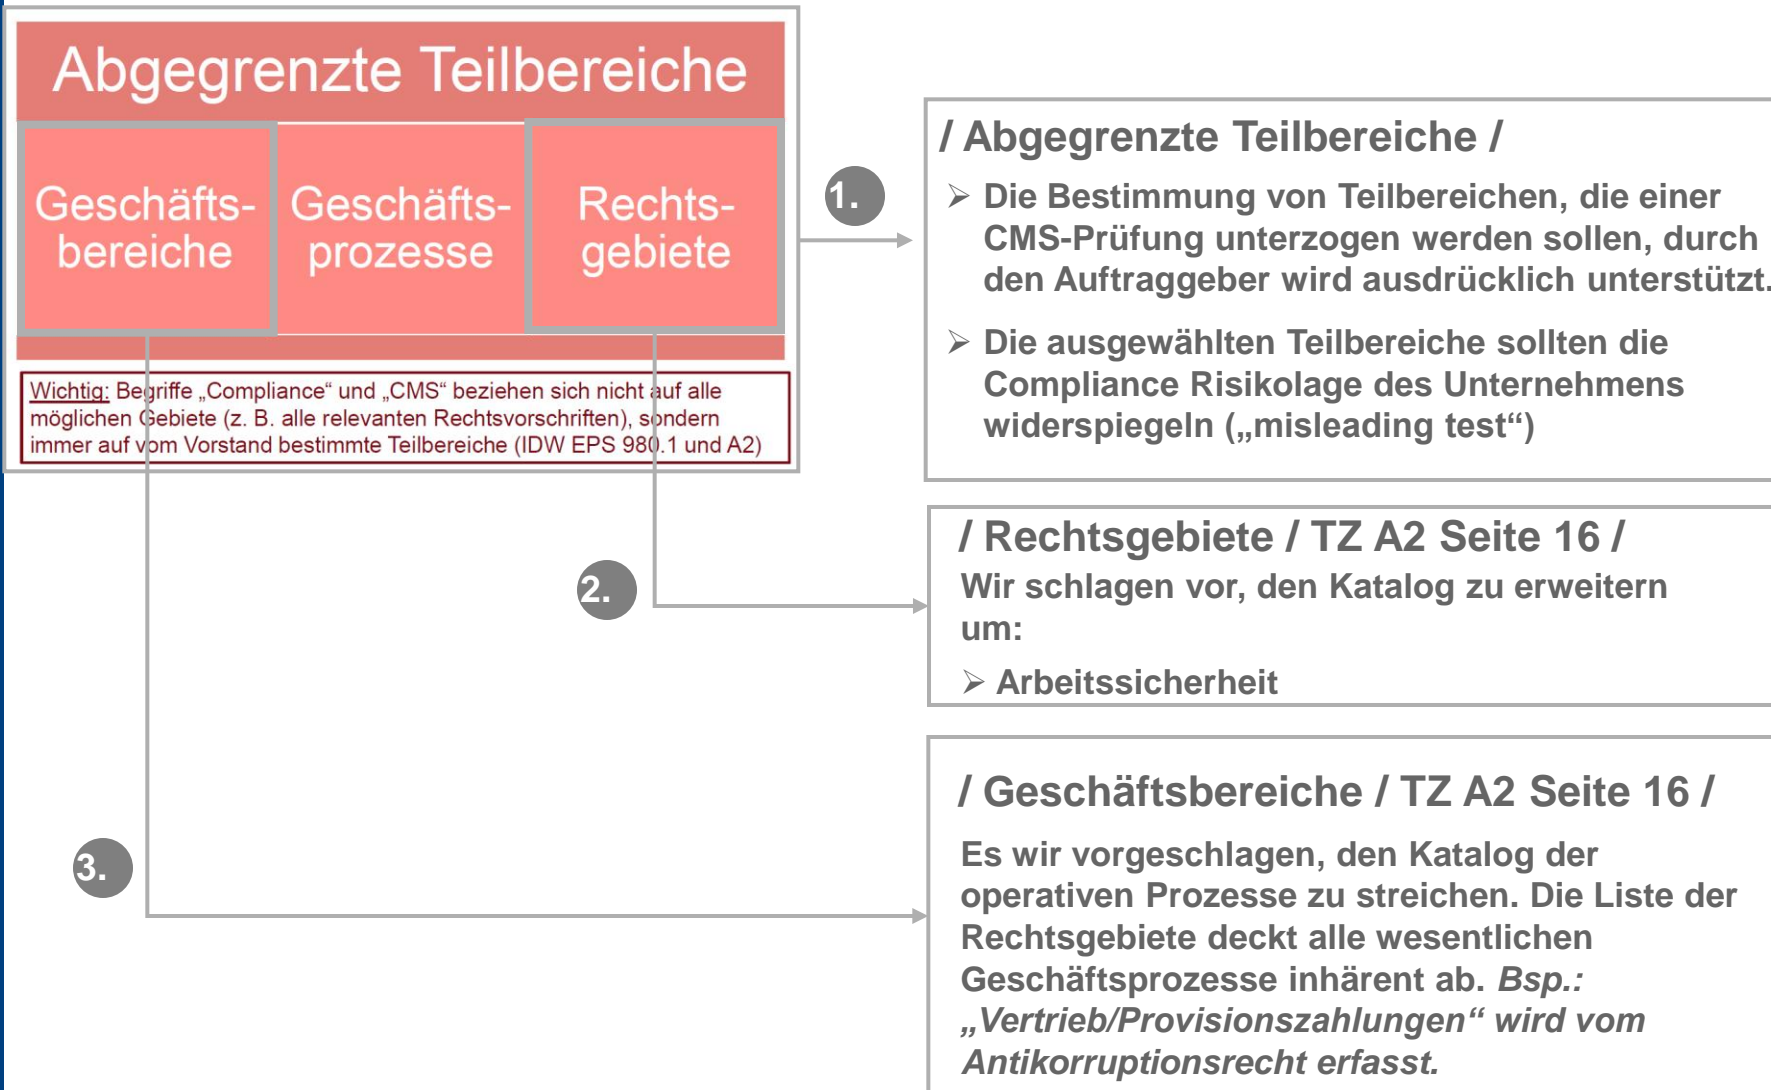 Abgegrenzte Teilbereiche
Geschäfts-
bereiche
Geschäfts-
prozesse
Rechts-
gebiete
Wichtig: Begriffe „Compliance“ und „CMS“ beziehen sich nicht auf alle
möglichen Gebiete (z. B. alle relevanten Rechtsvorschriften), sondern
immer auf vom Vorstand bestimmte Teilbereiche (IDW EPS 980.1 und A2)
1.
/ Abgegrenzte Teilbereiche /
➢ Die Bestimmung von Teilbereichen, die einer
CMS-Prüfung unterzogen werden sollen, durch
den Auftraggeber wird ausdrücklich unterstützt.
➢ Die ausgewählten Teilbereiche sollten die
Compliance Risikolage des Unternehmens
widerspiegeln („misleading test“)
2.
/ Rechtsgebiete / TZ A2 Seite 16 /
Wir schlagen vor, den Katalog zu erweitern
um:
➢ Arbeitssicherheit
3.
/ Geschäftsbereiche / TZ A2 Seite 16 /
Es wir vorgeschlagen, den Katalog der
operativen Prozesse zu streichen. Die Liste der
Rechtsgebiete deckt alle wesentlichen
Geschäftsprozesse inhärent ab. Bsp.:
„Vertrieb/Provisionszahlungen“ wird vom
Antikorruptionsrecht erfasst.